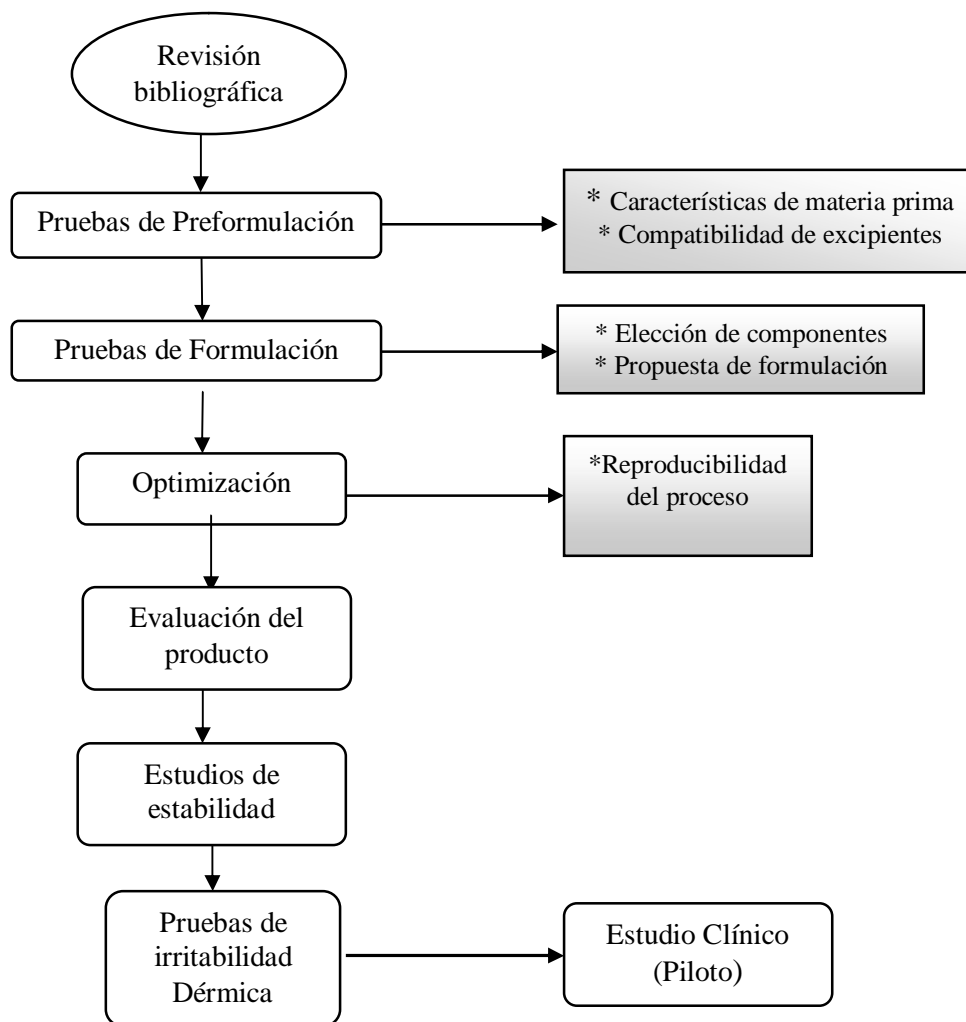 Revisión
bibliográfica
Pruebas de Preformulación
* Características de materia prima
* Compatibilidad de excipientes
Pruebas de Formulación
* Elección de componentes
* Propuesta de formulación
Optimización
*Reproducibilidad
del proceso
Evaluación del
producto
Estudios de
estabilidad
Pruebas de
irritabilidad
Dérmica
Estudio Clínico
(Piloto)